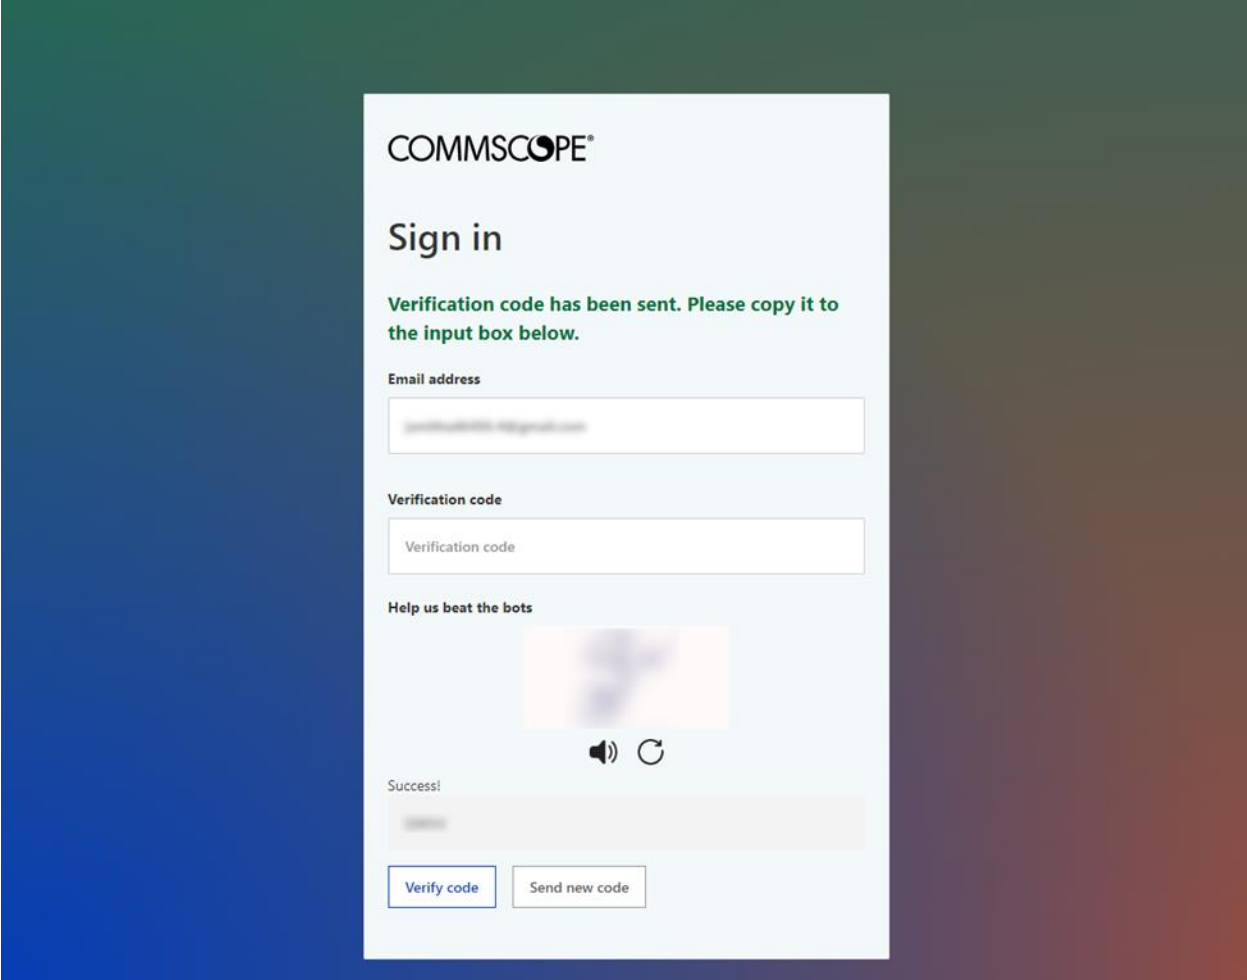 COMMSCOPE®
Sign in
Verification code has been sent. Please copy it to
the input box below.
Email address
Verification code
Verification code
Help us beat the bots
Success!
Verify code Send new code